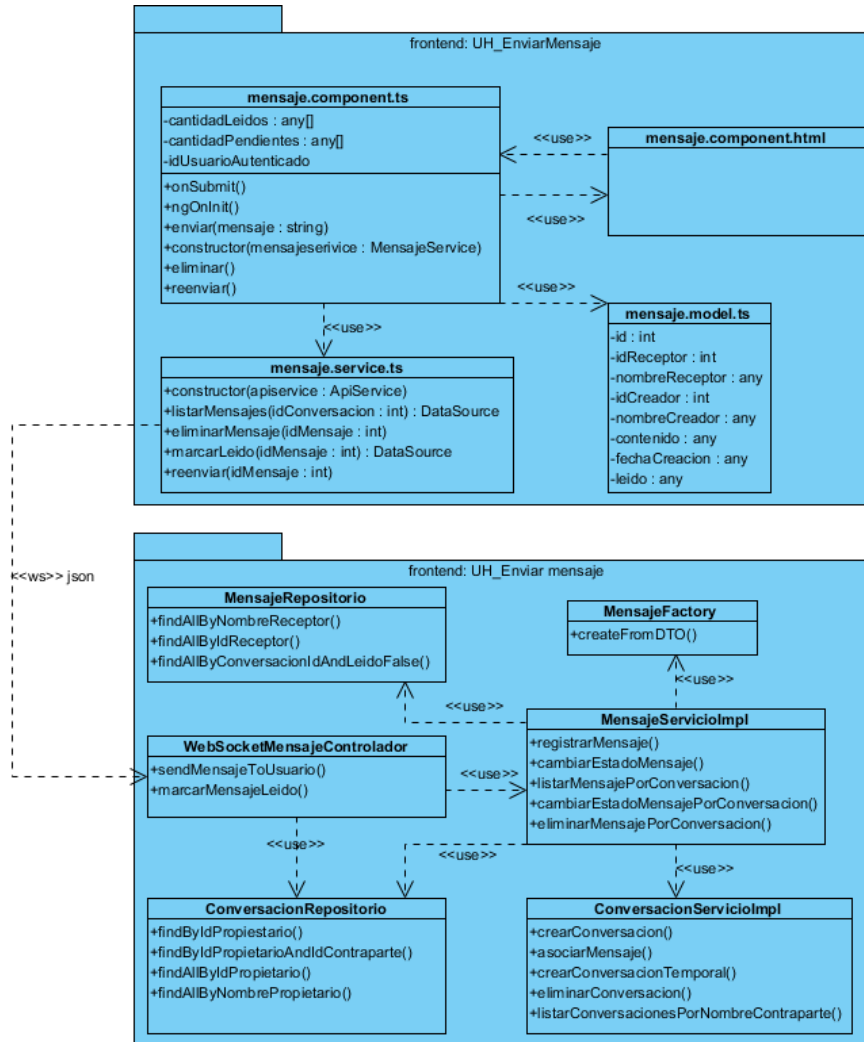 frontend: UH_EnviarMensaje
mensaje.component.ts
-cantidadLeidos : any[]
-cantidadPendientes : any[]
-idUsuarioAutenticado
+onSubmit()
+ngOnInit()
+enviar(mensaje : string)
+constructor(mensajeserivice : MensajeService)
+eliminar()
+reenviar()
<<use>>
mensaje.component.html
<<use>>
<<use>>
<<use>>
mensaje.model.ts
-id : int
-idReceptor : int
-nombreReceptor : any
-idCreador : int
-nombreCreador : any
-contenido : any
-fechaCreacion : any
-leido : any
mensaje.service.ts
+constructor(apiservice : ApiService)
+listarMensajes(idConversacion : int) : DataSource
+eliminarMensaje(idMensaje : int)
+marcarLeido(idMensaje : int) : DataSource
+reenviar(idMensaje : int)
<<ws>> json
frontend: UH_Enviar mensaje
MensajeRepositorio
+findAllByNombreReceptor()
+findAllByIdReceptor()
+findAllByConversacionIdAndLeidoFalse()
MensajeFactory
+createFromDTO()
<<use>>
<<use>>
WebSocketMensajeControlador
+sendMensajeToUsuario()
+marcarMensajeLeido()
<<use>>
MensajeServicioImpl
+registrarMensaje()
+cambiarEstadoMensaje()
+listarMensajePorConversacion()
+cambiarEstadoMensajePorConversacion()
+eliminarMensajePorConversacion()
<<use>>
<<use>>
<<use>>
ConversacionRepositorio
+findByIdPropiestario()
+findByIdPropietarioAndIdContraparte()
+findAllByIdPropietario()
+findAllByNombrePropietario()
ConversacionServicioImpl
+crearConversacion()
+asociarMensaje()
+crearConversacionTemporal()
+eliminarConversacion()
+listarConversacionesPorNombreContraparte()